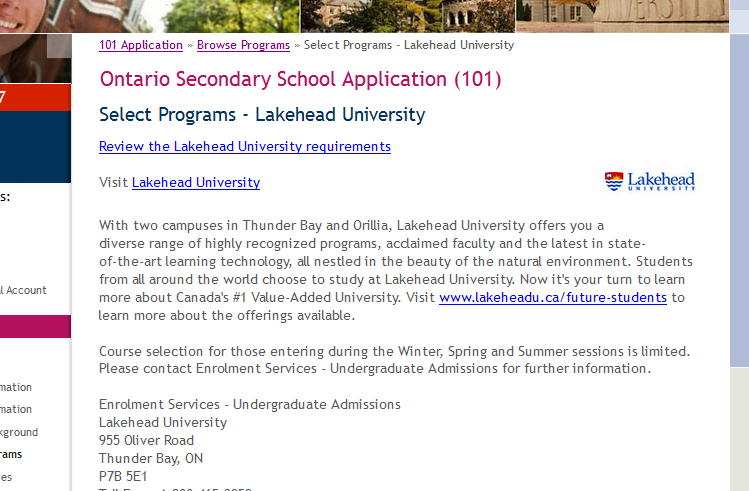 UNIVERSITY
101 Application » Browse Programs » Select Programs - Lakehead University
Ontario Secondary School Application (101)
7
Select Programs - Lakehead University
Review the Lakehead University requirements
s:
Visit Lakehead University
Lakehead
UNIVERSITY
With two campuses in Thunder Bay and Orillia, Lakehead University offers you a
diverse range of highly recognized programs, acclaimed faculty and the latest in state-
of-the-art learning technology, all nestled in the beauty of the natural environment. Students
from all around the world choose to study at Lakehead University. Now it's your turn to learn
l Account
more about Canada's #1 Value-Added University. Visit www.lakeheadu.ca/future-students to
learn more about the offerings available.
Course selection for those entering during the Winter, Spring and Summer sessions is limited.
Please contact Enrolment Services - Undergraduate Admissions for further information.
mation
mation
kground
rams
es
Enrolment Services - Undergraduate Admissions
Lakehead University
955 Oliver Road
Thunder Bay, ON
P7B 5E1